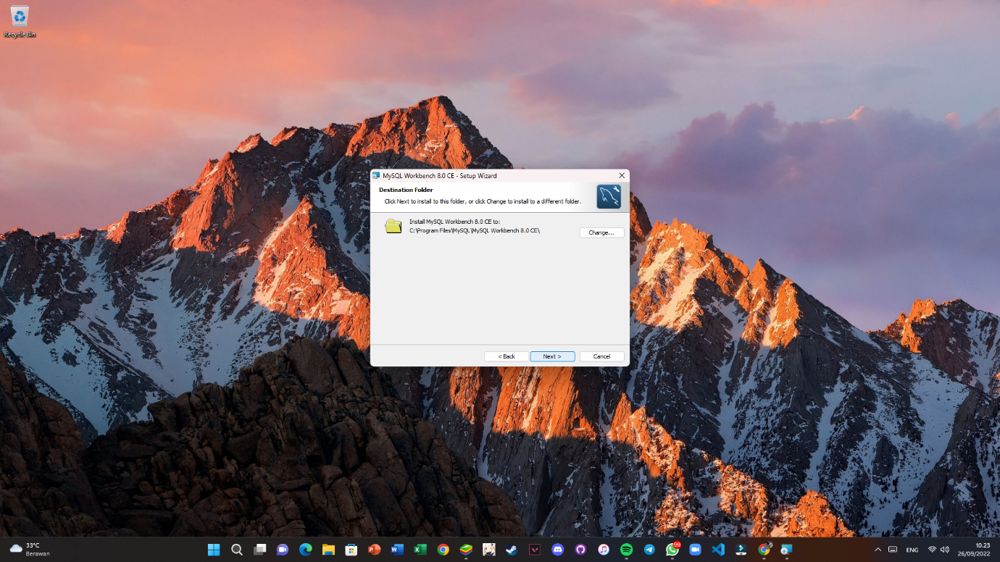 Recycle Bin
MySQL Workbench 8.0 CE - Setup Wizard
Destination Folder
Click Next to install to this folder, or click Change to install to a different folder.
Install MySQL Workbench 8.0 CE to:
C:\Program Files\MySQL\MySQL Workbench 8.0 CE\
Change...
< Back
Next >
Cancel
33°C
Berawan
99
ENG
10.23
26/09/2022